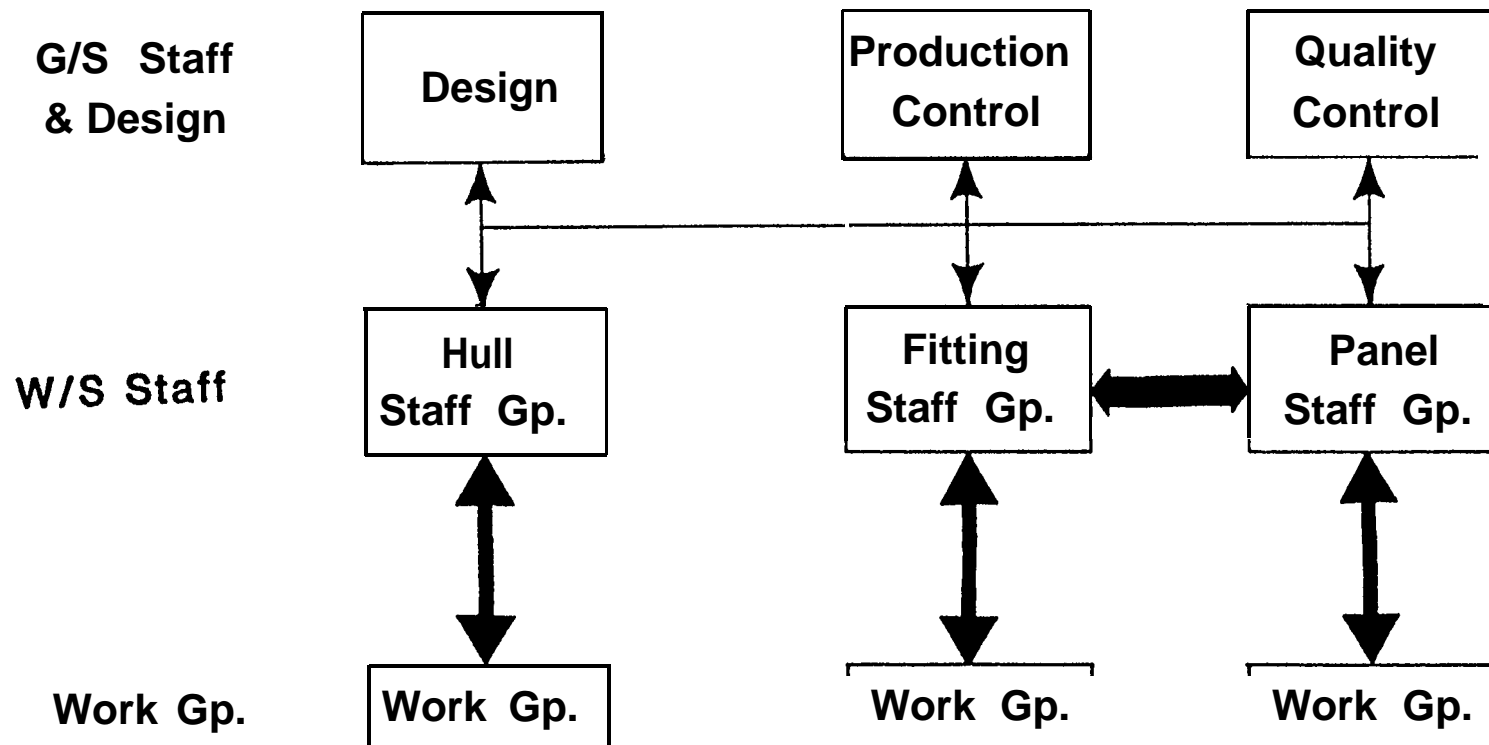 G/S Staff
& Design
Design
Production
Control
Quality
Control
W/S Staff
Hull
Staff Gp.
Fitting
Staff Gp.
Panel
Staff Gp.
Work Gp.
Work Gp.
Work Gp.
Work Gp.